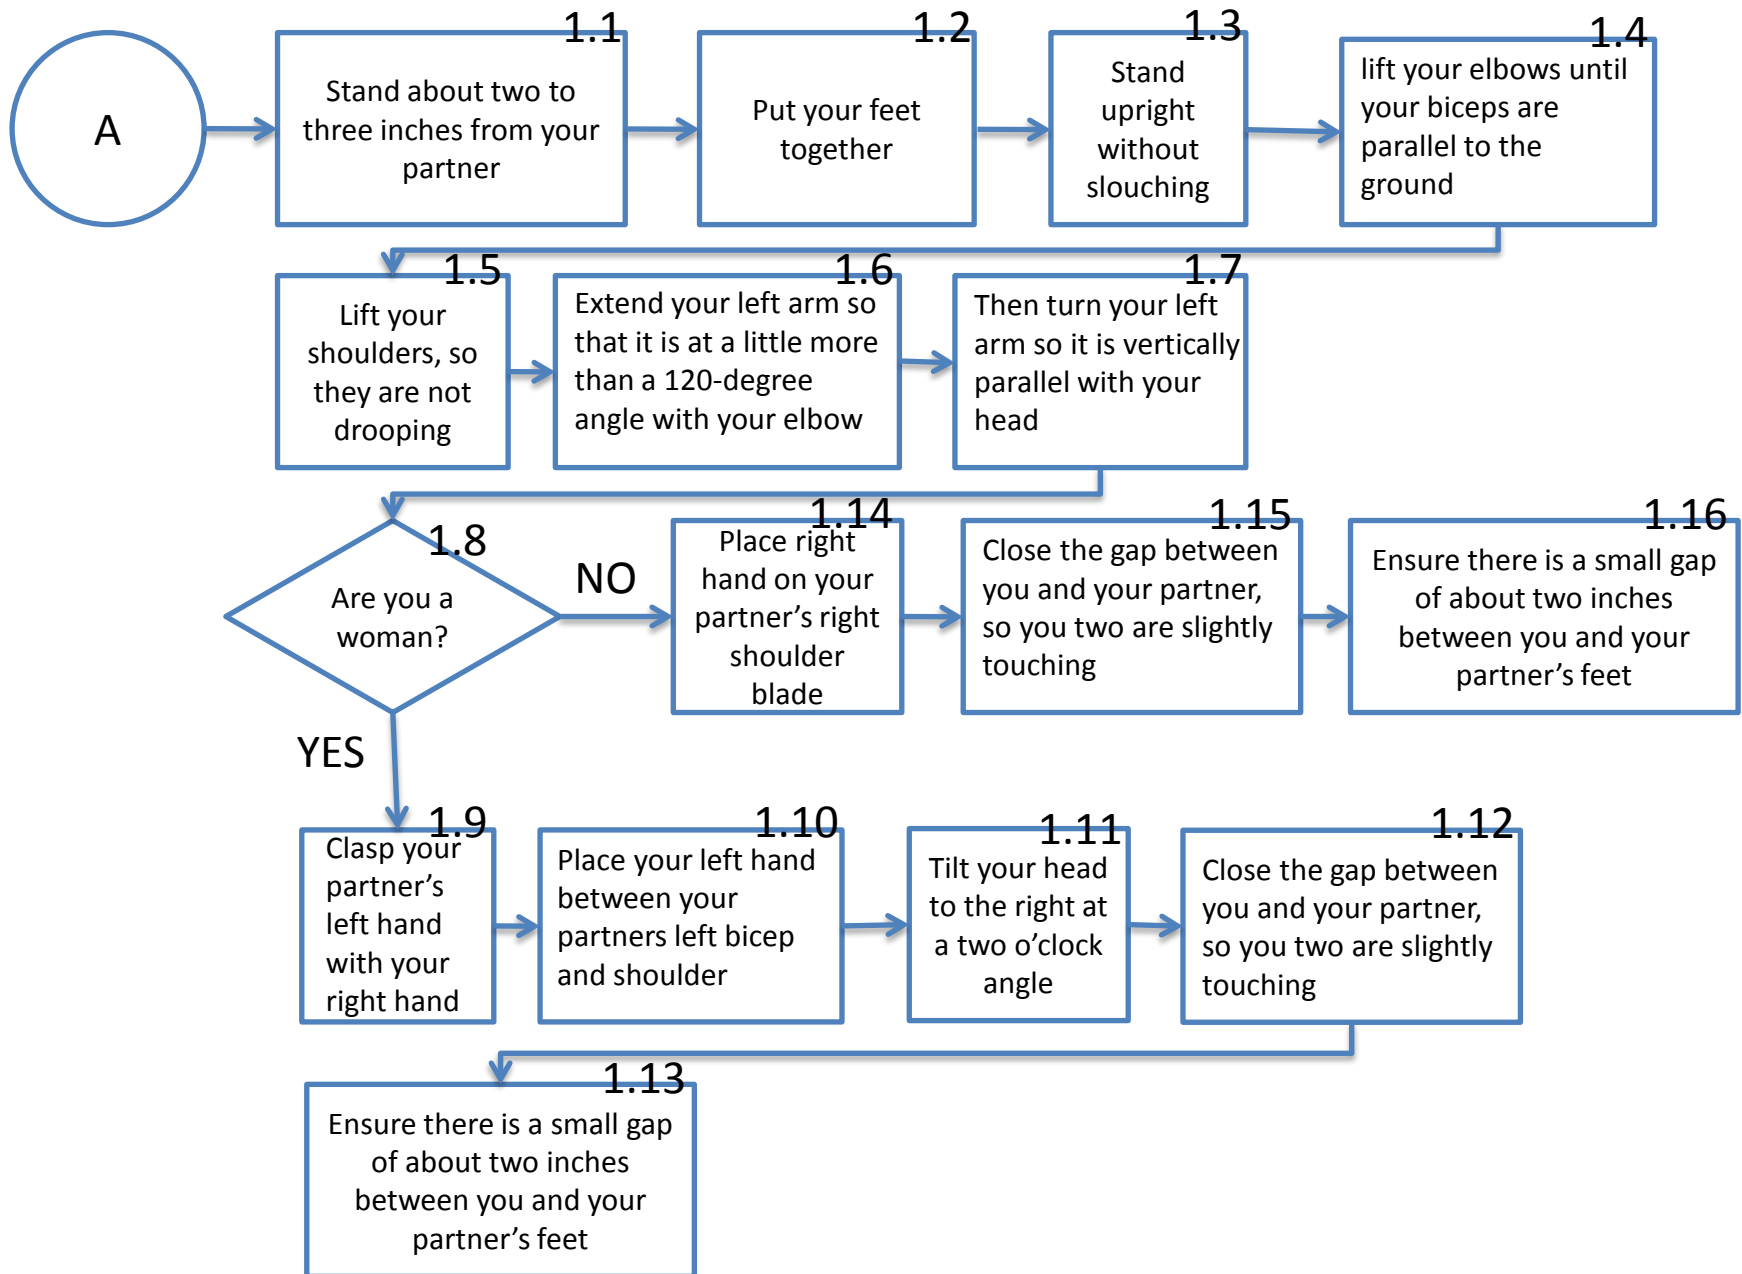 A
1.1
Stand about two to
three inches from your
partner
1.2
Put your feet
together
1.3
Stand
upright
without
slouching
1.4
lift your elbows until
your biceps are
parallel to the
ground
1.5
Lift your
shoulders, so
they are not
drooping
1.6
Extend your left arm so
that it is at a little more
than a 120-degree
angle with your elbow
1.7
Then turn your left
arm so it is vertically
parallel with your
head
1.8
Are you a
woman?
NO
1.14
Place right
hand on your
partner’s right
shoulder
blade
1.15
Close the gap between
you and your partner,
so you two are slightly
touching
1.16
Ensure there is a small gap
of about two inches
between you and your
partner’s feet
YES
1.9
Clasp your
partner’s
left hand
with your
right hand
1.10
Place your left hand
between your
partners left bicep
and shoulder
1.11
Tilt your head
to the right at
a two o’clock
angle
1.12
Close the gap between
you and your partner,
so you two are slightly
touching
1.13
Ensure there is a small gap
of about two inches
between you and your
partner’s feet